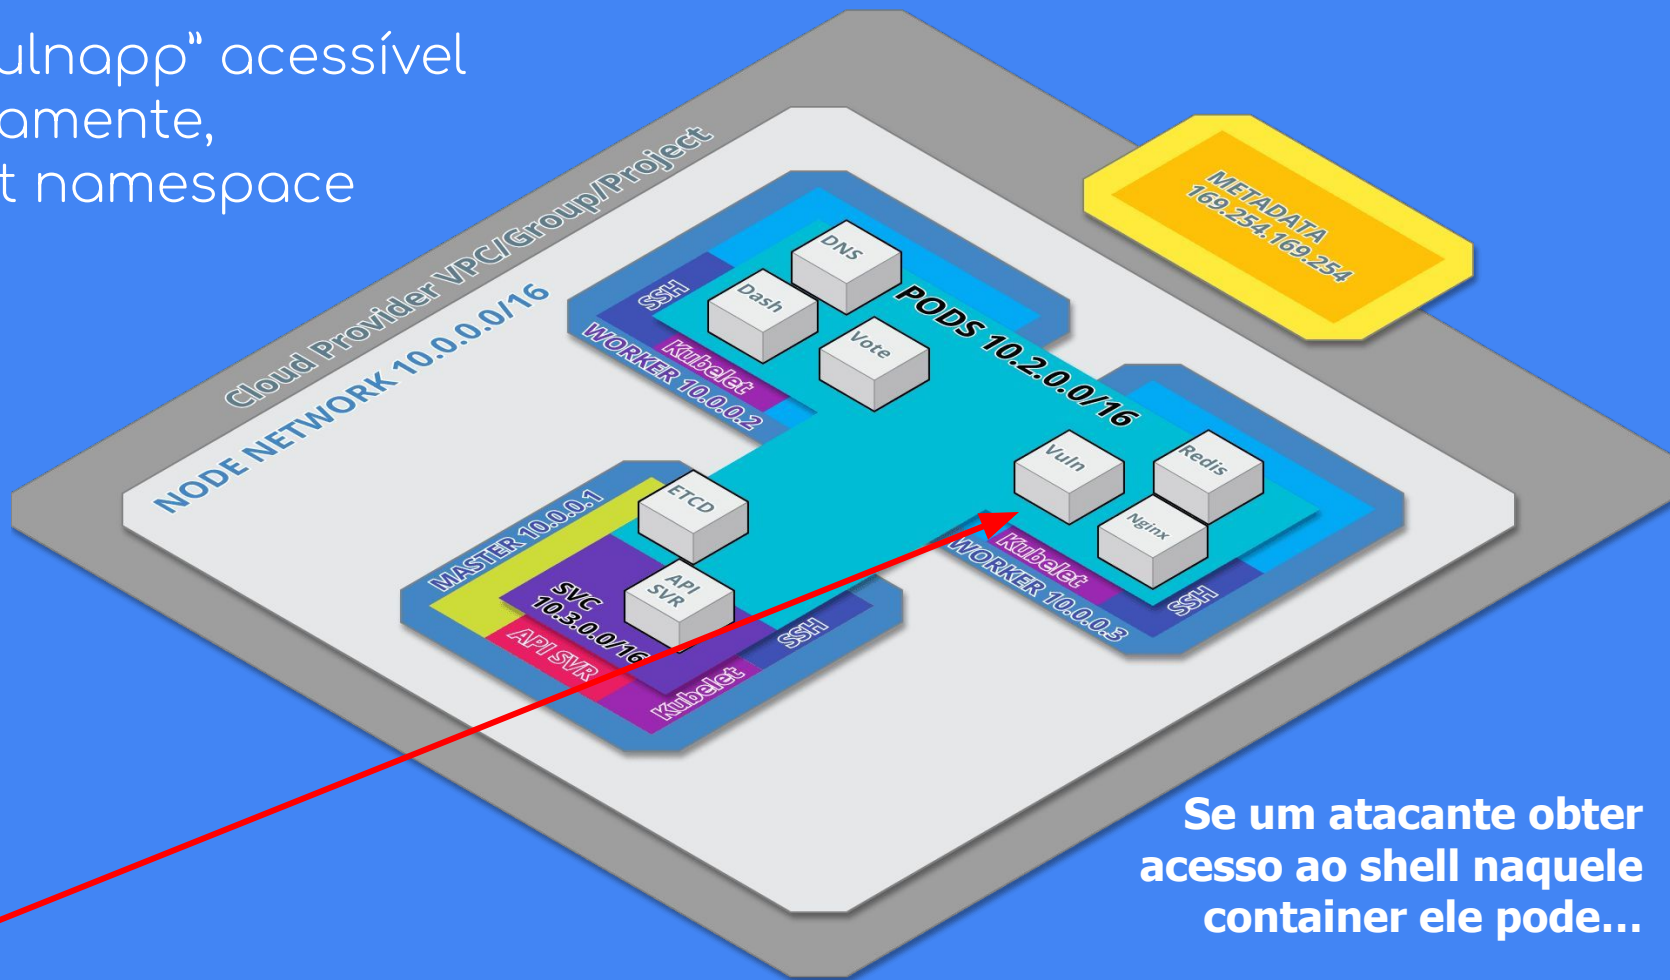 ulnapp” acessível
amente,
t namespace
Cloud Provider VPC/Group/Project
NODE NETWORK 10.0.0.0/16
METADATA
169.254.169.254
DNS
Dash
Vote
SSH
PODS 10.2.0.0/16
Kubelet
WORKER 10.0.0.2
Vuln
Redis
Nginx
Kubelet
WORKER 10.0.0.3
SSH
ETCD
MASTER 10.0.0.1
API
SVR
SVC
10.3.0.0/16
SSH
API SVR
Kubelet
Se um atacante obter
acesso ao shell naquele
container ele pode...